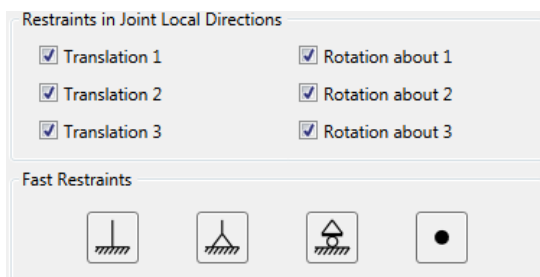 Restraints in Joint Local Directions
Translation 1 Rotation about 1
Translation 2 Rotation about 2
Translation 3 Rotation about 3
Fast Restraints